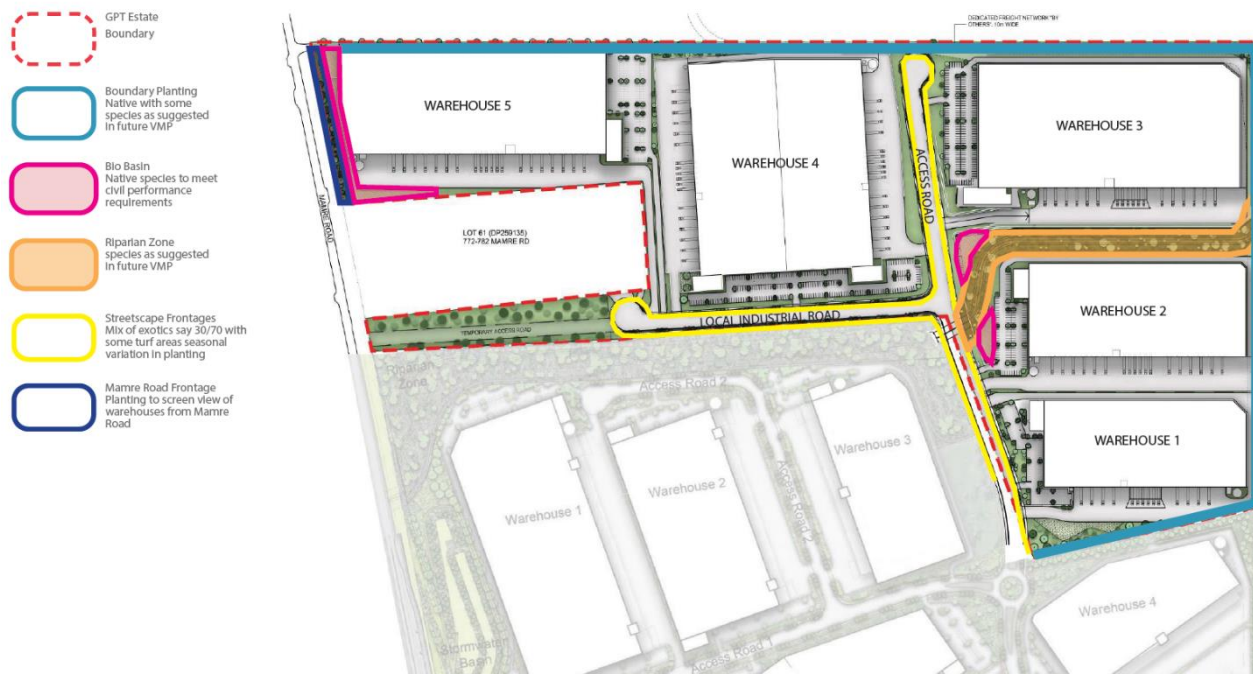 GPT Estate
Boundary
Boundary Planting
Native with some
species as suggested
in future VMP
Bio Basin
Native species to meet
civil performance
requirements
Riparian Zone
species as suggested
in future VMP
Streetscape Frontages
Mix of exotics say 30/70 with
some turf areas seasonal
variation in planting
Mamre Road Frontage
Planting to screen view of
warehouses from Mamre
Road
DEDICATED FREIGHT NETWORK "BY
OTHERS". 10m WIDE
WAREHOUSE 5
WAREHOUSE 4
WAREHOUSE 3
ACCESS ROAD
MAMRE ROAD
LOT 61 (DP259135)
772-782 MAMRE RD
WAREHOUSE 2
LOCAL INDUSTRIAL ROAD
TEMPORARY ACCESS ROAD
WAREHOUSE 1
Riparian
Zone
Access Road 2
Warehouse 3
Warehouse 2
Warehouse 1
Access Road 2
Warehouse 4
Stormwater
Basin
Access Road 1